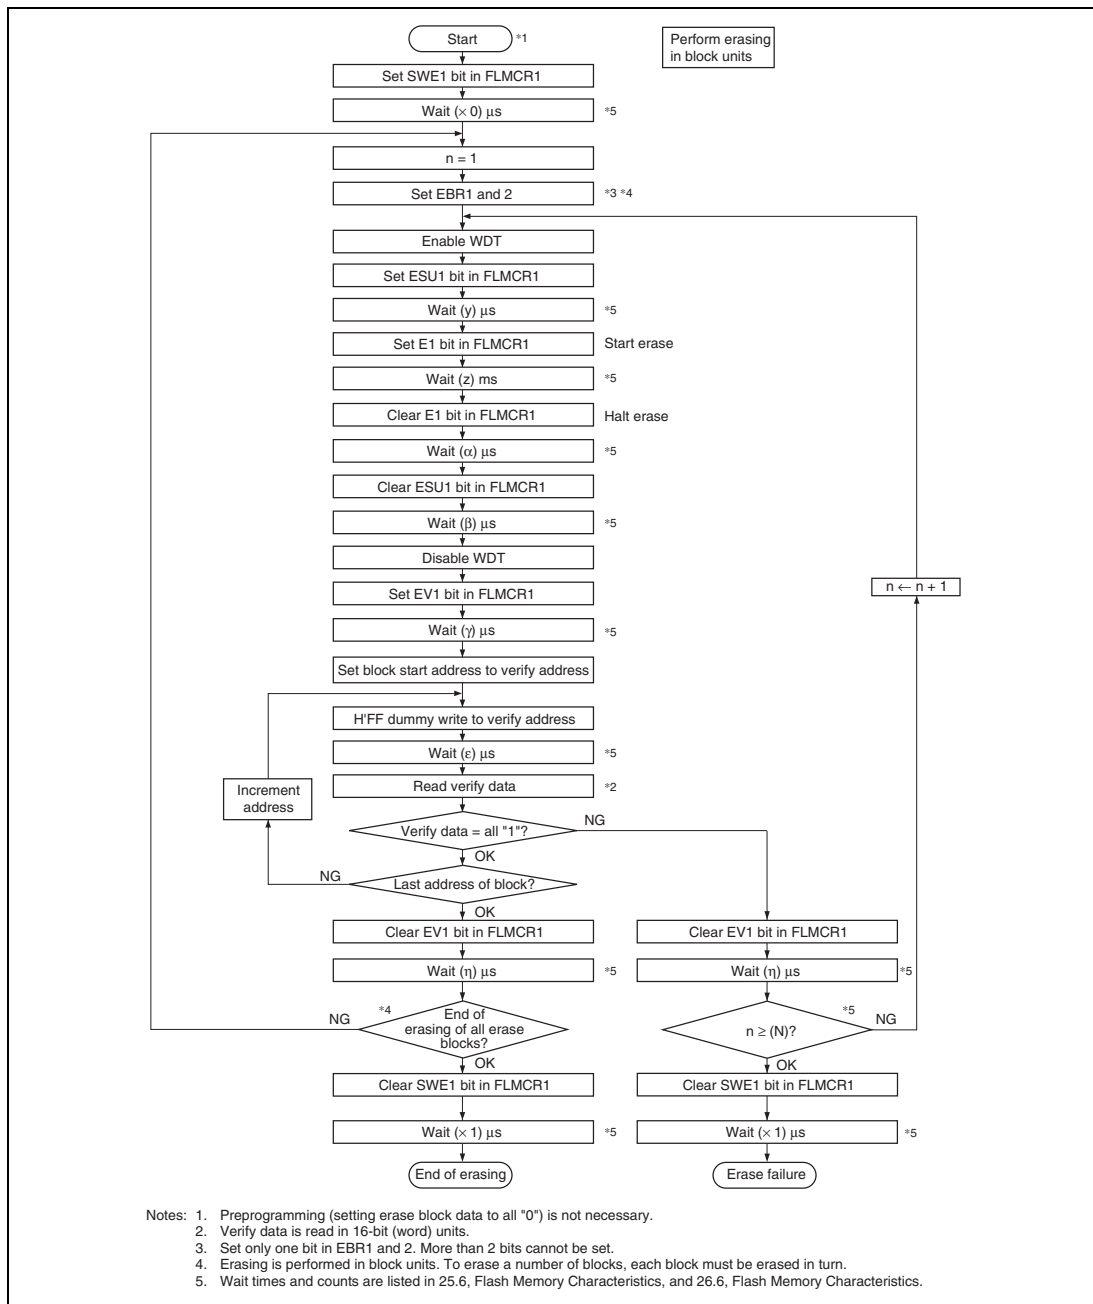 Start *1
Perform erasing
in block units
Set SWE1 bit in FLMCR1
Wait (× 0) μs *5
n = 1
Set EBR1 and 2 *3 *4
Enable WDT
Set ESU1 bit in FLMCR1
Wait (y) μs *5
Set E1 bit in FLMCR1 Start erase
Wait (z) ms *5
Clear E1 bit in FLMCR1 Halt erase
Wait (α) μs *5
Clear ESU1 bit in FLMCR1
Wait (β) μs *5
Disable WDT
n ← n + 1
Set EV1 bit in FLMCR1
Wait (γ) μs *5
Set block start address to verify address
H'FF dummy write to verify address
Wait (ε) μs *5
Increment
address
Read verify data *2
Verify data = all "1"? NG
OK
NG Last address of block?
OK
Clear EV1 bit in FLMCR1 Clear EV1 bit in FLMCR1
Wait (η) μs *5 Wait (η) μs *5
*4 *5
NG End of
erasing of all erase
blocks?
n ≥ (N)? NG
OK OK
Clear SWE1 bit in FLMCR1 Clear SWE1 bit in FLMCR1
Wait (× 1) μs *5 Wait (× 1) μs *5
End of erasing Erase failure
Notes: 1. Preprogramming (setting erase block data to all "0") is not necessary.
2. Verify data is read in 16-bit (word) units.
3. Set only one bit in EBR1 and 2. More than 2 bits cannot be set.
4. Erasing is performed in block units. To erase a number of blocks, each block must be erased in turn.
5. Wait times and counts are listed in 25.6, Flash Memory Characteristics, and 26.6, Flash Memory Characteristics.